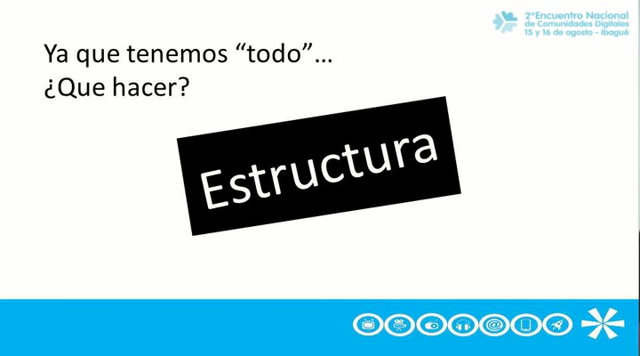 2°Encuentro Nacional
de Comunidades Digitales
15 y 16 de agosto - Ibagué
Ya que tenemos “todo”...
¿Que hacer?
Estructura